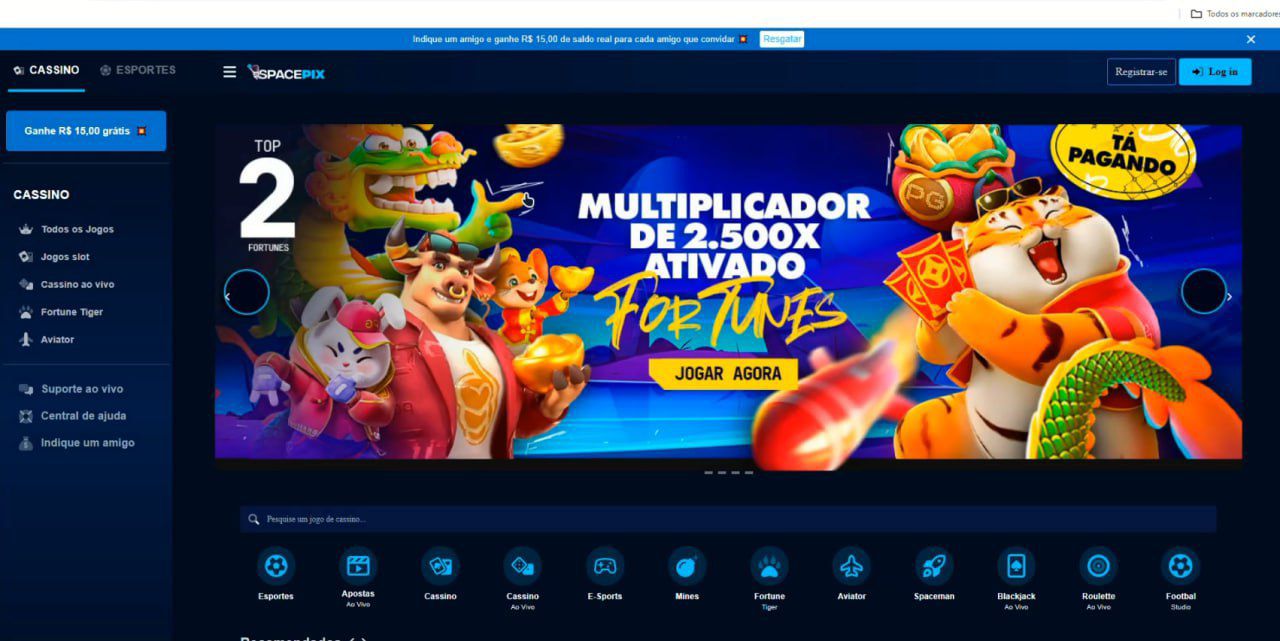 Todos os marcadores
Indique um amigo e ganhe R$ 15,00 de saldo real para cada amigo que convidar
Resgatar
CASSINO
ESPORTES
SPACEPIX
Registrar-se
Log in
Ganhe R$ 15,00 grátis
CASSINO
Todos os Jogos
Jogos slot
Cassino ao vivo
Fortune Tiger
Aviator
Suporte ao vivo
Central de ajuda
Indique um amigo
TOP
2
FORTUNES
MULTIPLICADOR
DE 2.500X
ATIVADO
FORTUNES
JOGAR AGORA
PG
TÁ
PAGANDO
Pesquise um jogo de cassino...
Esportes
Apostas
Ao Vivo
Cassino
Cassino
Ao Vivo
E-Sports
Mines
Fortune
Tiger
Aviator
Spaceman
Blackjack
Ao Vivo
Roulette
Ao Vivo
Footbal
Studio
Recomendados